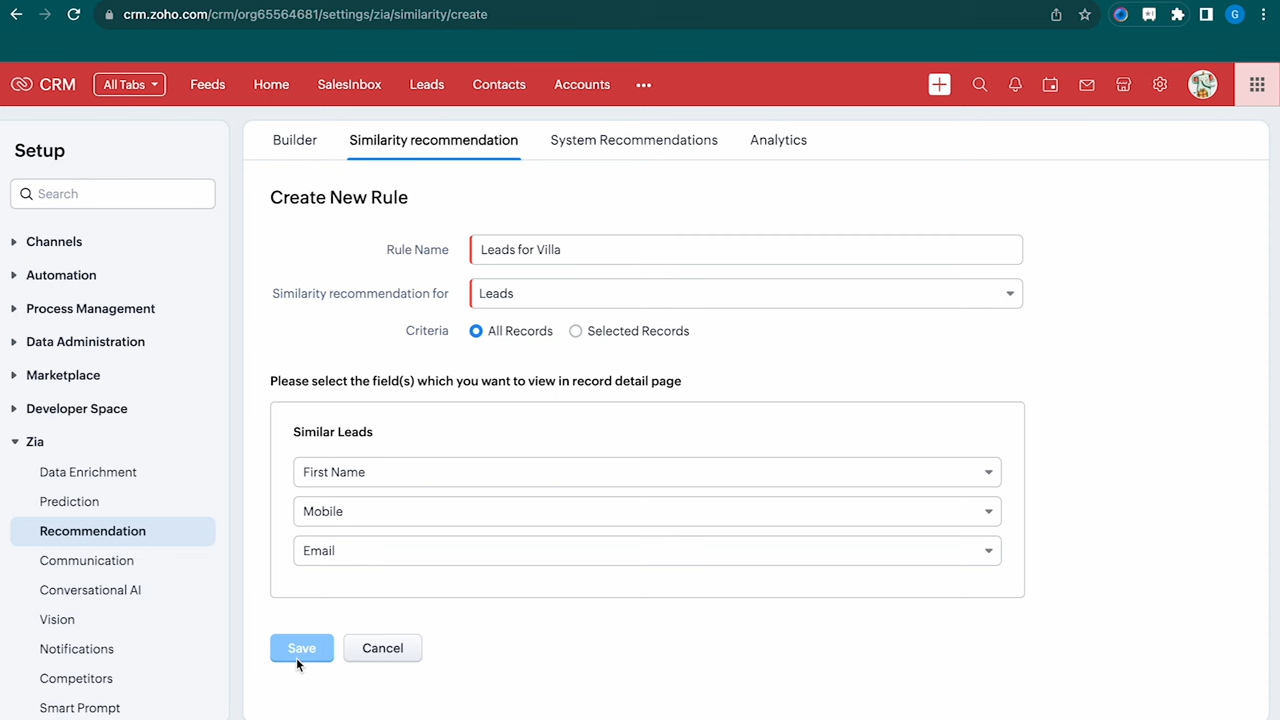 crm.zoho.com/crm/org65564681/settings/zia/similarity/create
G
CRM
All Tabs
Feeds
Home
SalesInbox
Leads
Contacts
Accounts
Setup
Search
Channels
Automation
Process Management
Data Administration
Marketplace
Developer Space
Zia
Data Enrichment
Prediction
Recommendation
Communication
Conversational AI
Vision
Notifications
Competitors
Smart Prompt
Builder
Similarity recommendation
System Recommendations
Analytics
Create New Rule
Rule Name
Leads for Villa
Similarity recommendation for
Leads
Criteria
All Records
Selected Records
Please select the field(s) which you want to view in record detail page
Similar Leads
First Name
Mobile
Email
Save
Cancel